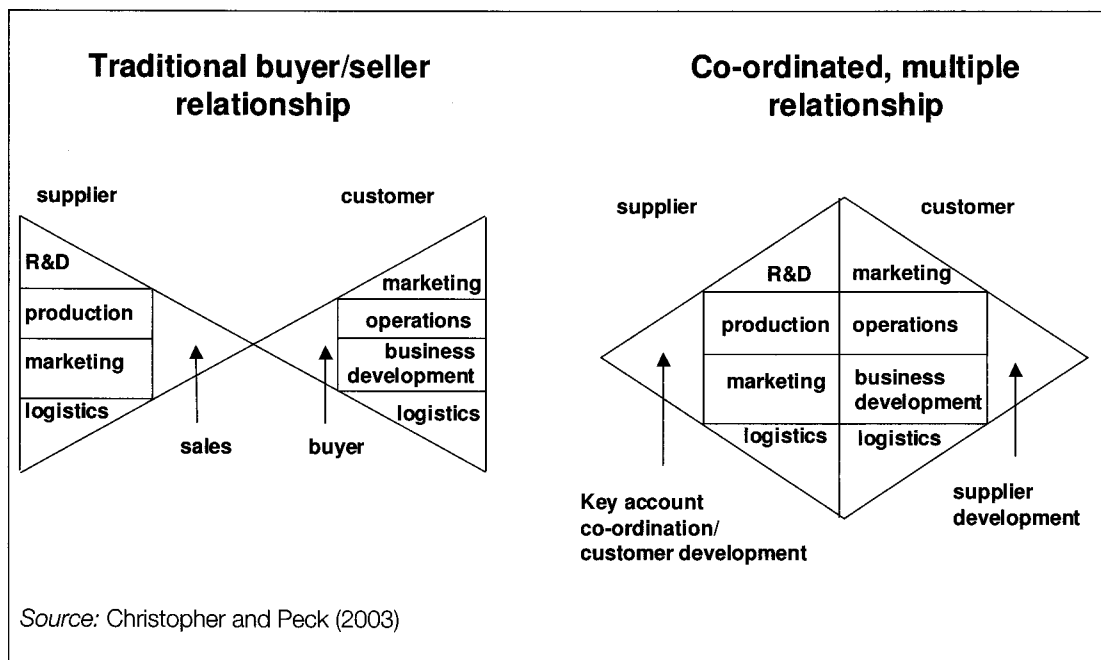 Traditional buyer/seller
relationship
supplier
customer
R&D
production
marketing
logistics
sales
buyer
marketing
operations
business
development
logistics
Co-ordinated, multiple
relationship
supplier
customer
R&D
marketing
production
operations
marketing
business
development
logistics
logistics
Key account
co-ordination/
customer development
supplier
development
Source: Christopher and Peck (2003)